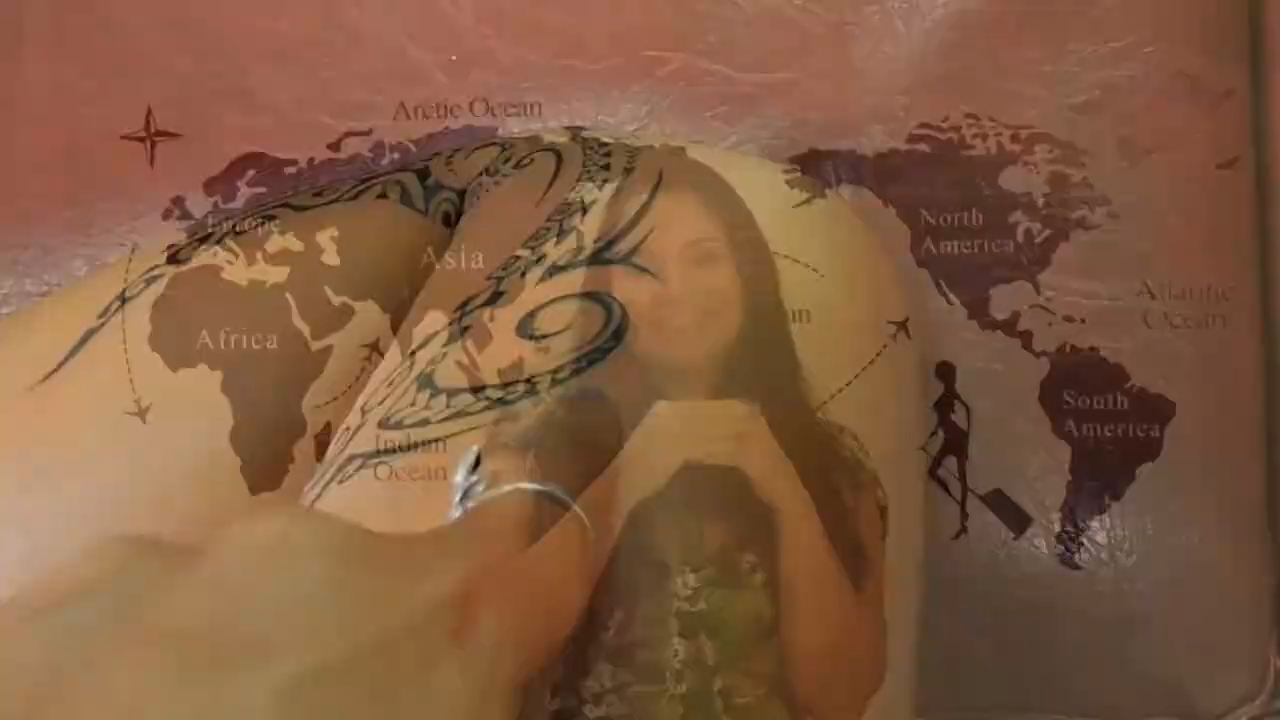 Arctic Ocean
Europe
Asia
Africa
Indian
Ocean
North
America
Atlantic
Ocean
South
America